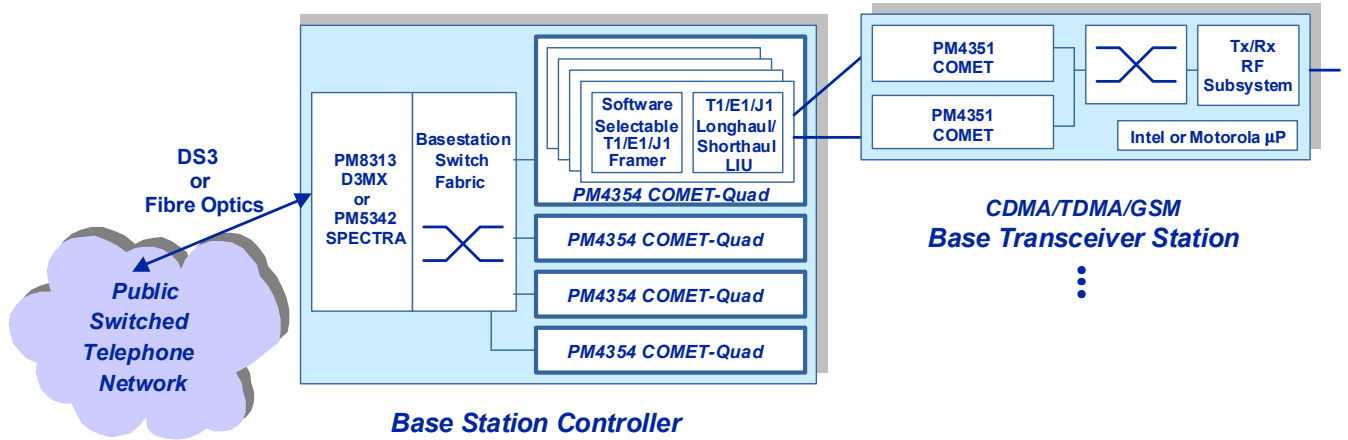 DS3
or
Fibre Optics
Public
Switched
Telephone
Network
PM8313
D3MX
or
PM5342
SPECTRA
Basestation
Switch
Fabric
Software
Selectable
T1/E1/J1
Framer
T1/E1/J1
Longhaul/
Shorthaul
LIU
PM4354 COMET-Quad
PM4354 COMET-Quad
PM4354 COMET-Quad
PM4354 COMET-Quad
Base Station Controller
PM4351
COMET
PM4351
COMET
Tx/Rx
RF
Subsystem
Intel or Motorola µP
CDMA/TDMA/GSM
Base Transceiver Station